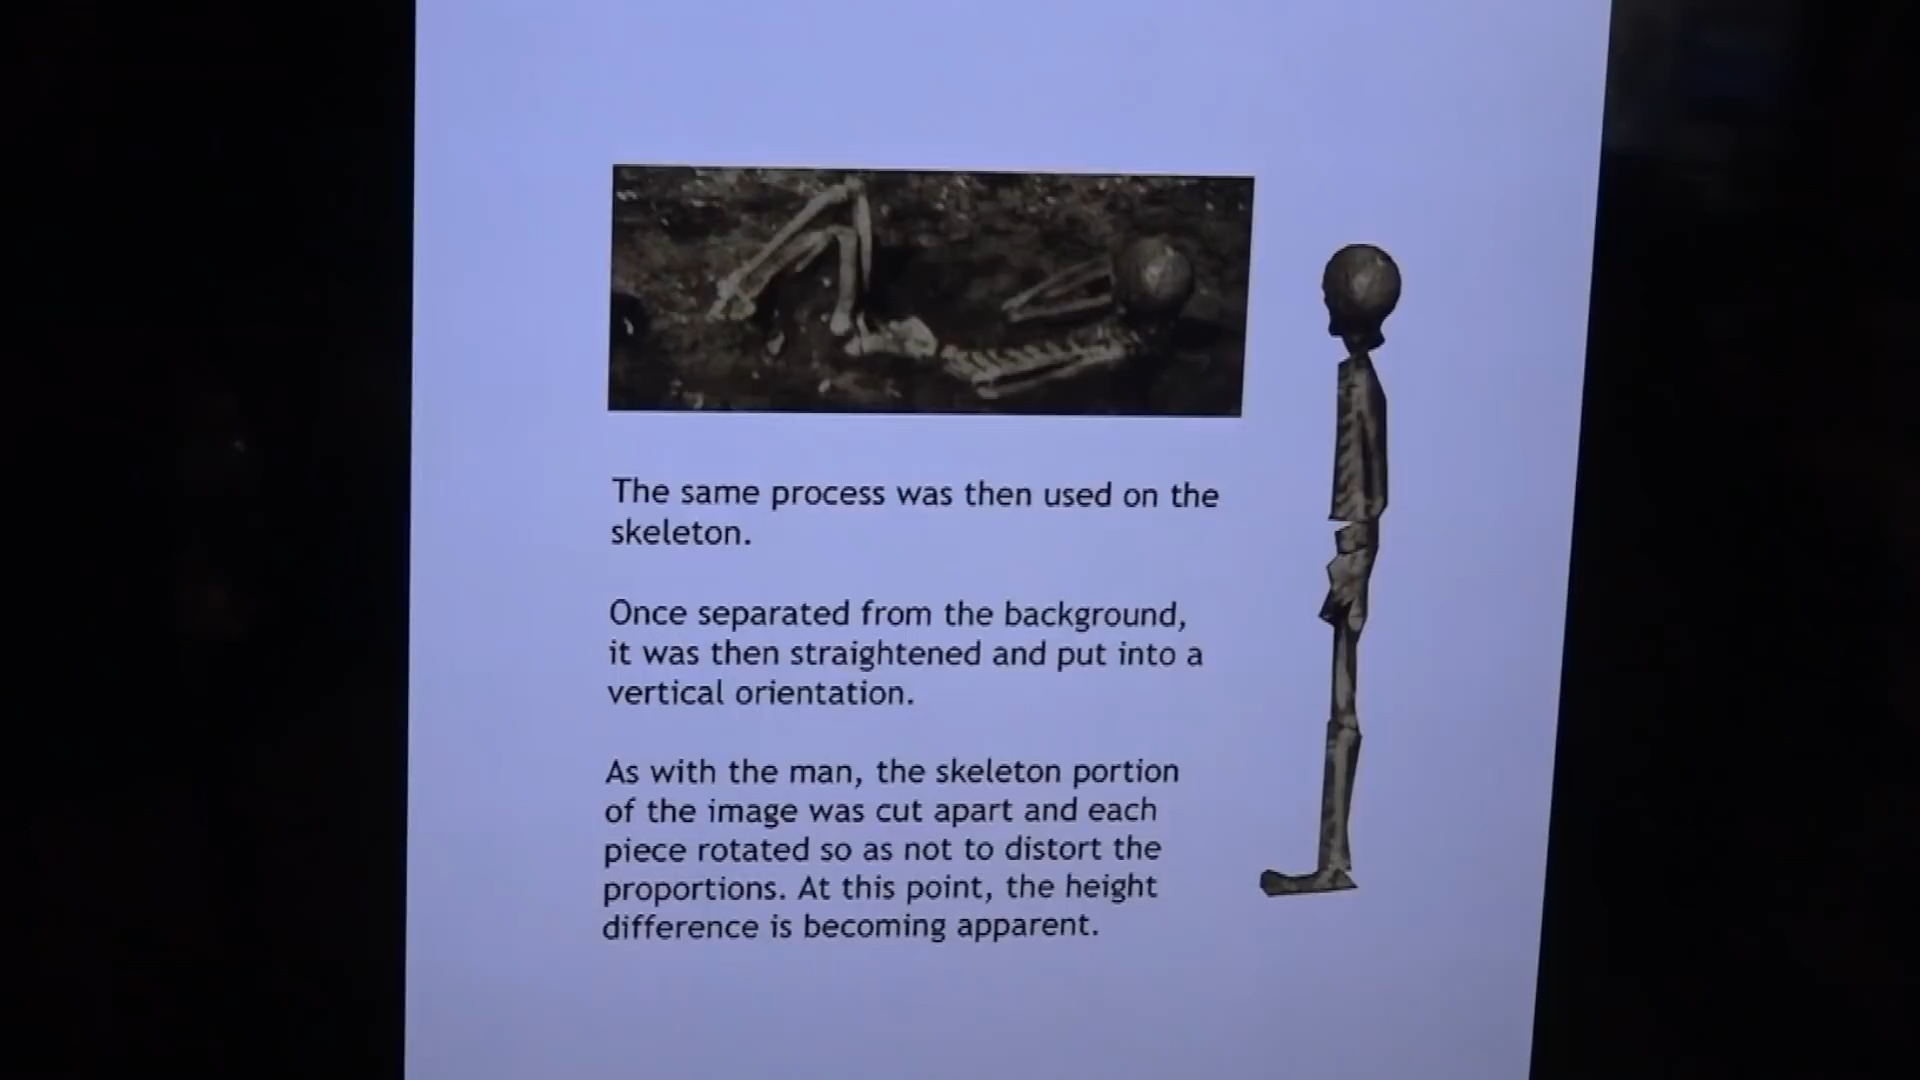 The same process was then used on the
skeleton.
Once separated from the background,
it was then straightened and put into a
vertical orientation.
As with the man, the skeleton portion
of the image was cut apart and each
piece rotated so as not to distort the
proportions. At this point, the height
difference is becoming apparent.